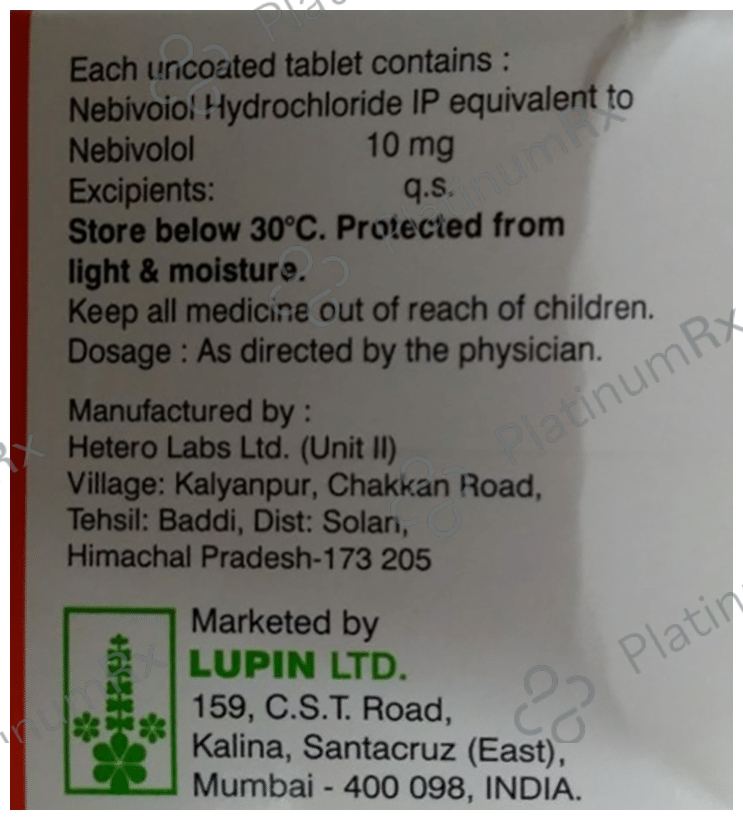 Each uncoated tablet contains :
Nebivolol Hydrochloride IP equivalent to
Nebivolol 10 mg
Excipients: q.s.
Store below 30°C. Protected from
light & moisture.
Keep all medicine out of reach of children.
Dosage : As directed by the physician.
Manufactured by :
Hetero Labs Ltd. (Unit II)
Village: Kalyanpur, Chakkan Road,
Tehsil: Baddi, Dist: Solan,
Himachal Pradesh-173 205
Marketed by
LUPIN LTD.
159, C.S.T. Road,
Kalina, Santacruz (East),
Mumbai - 400 098, INDIA.
PlatinumRx
PlatinumRx